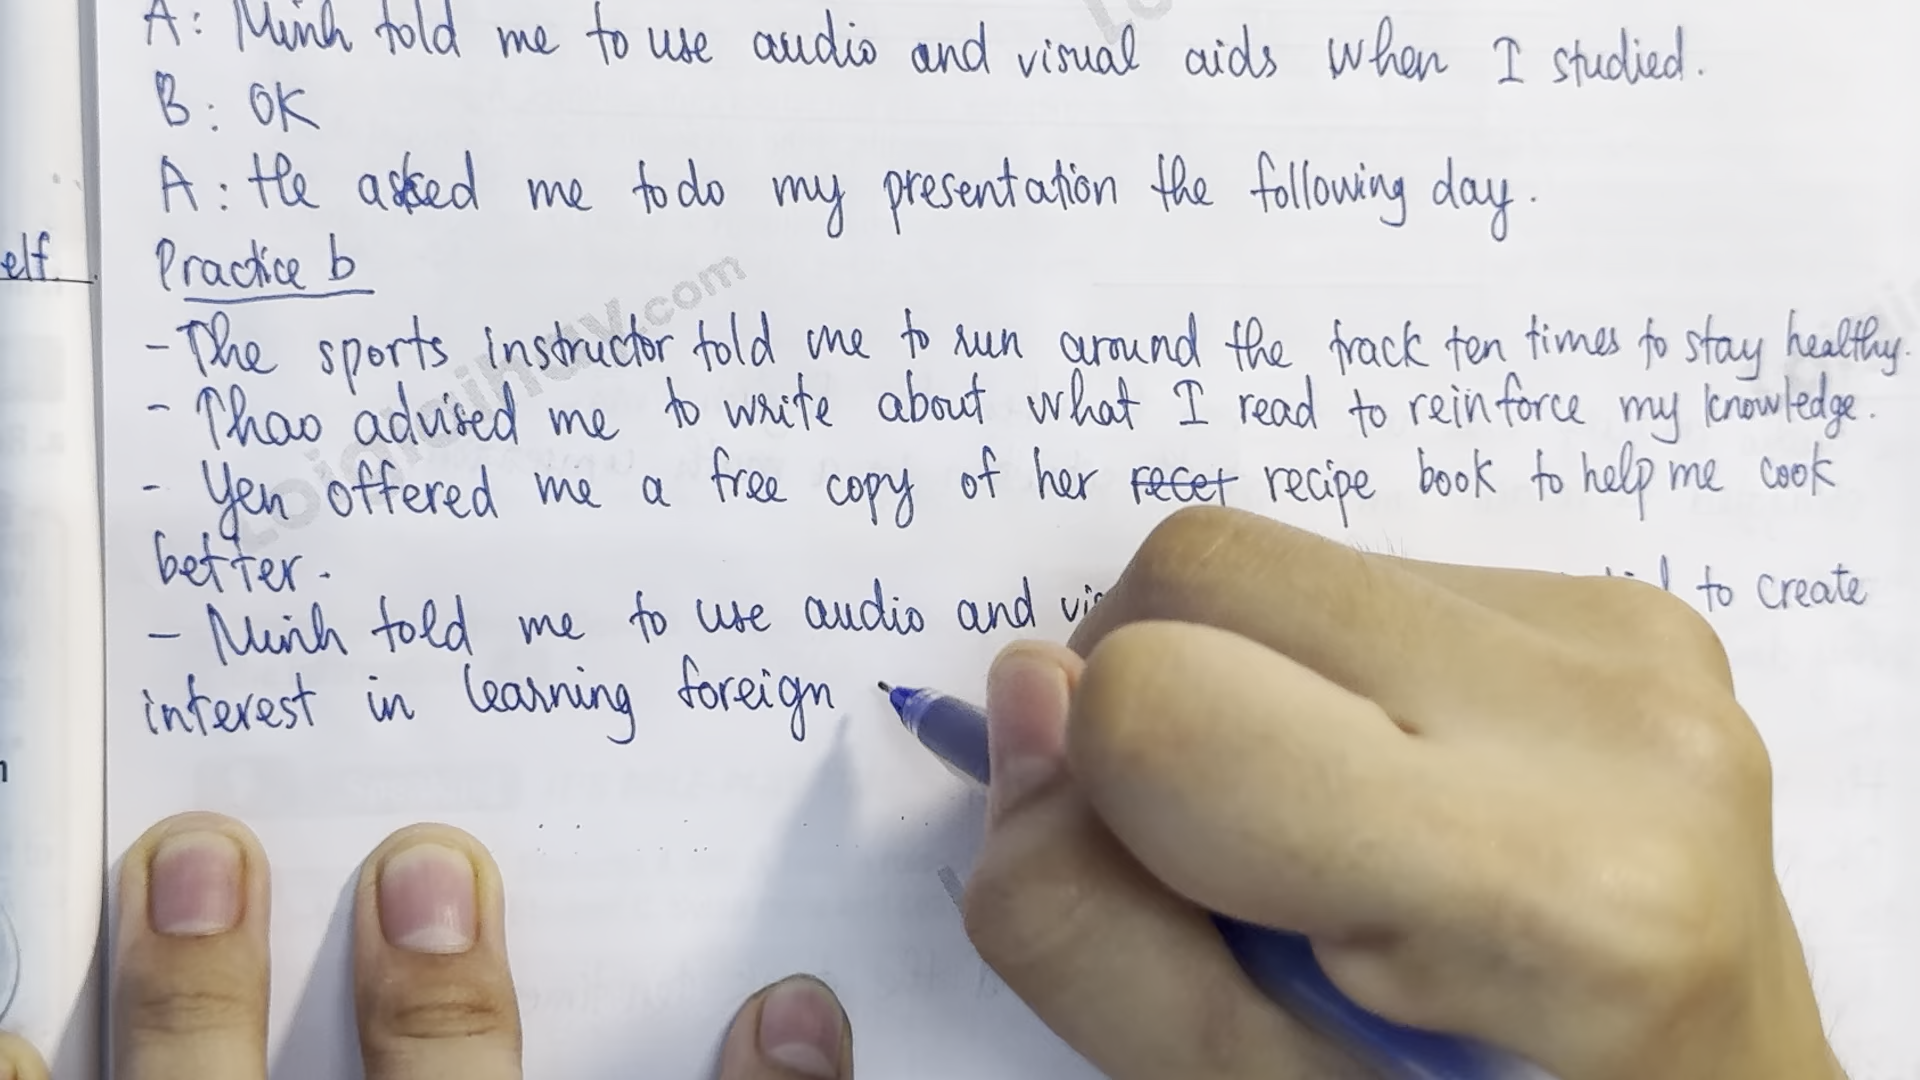 A: Minh told me to use audio and visual aids when I studied.
B: OK
A: He asked me to do my presentation the following day.
elf
Practice b
- The sports instructor told me to run around the track ten times to stay healthy.
- Thao advised me to write about what I read to reinforce my knowledge.
- Yen offered me a free copy of her recet recipe book to help me cook
better.
- Minh told me to use audio and to create
interest in learning foreign
Loigiaihay.com